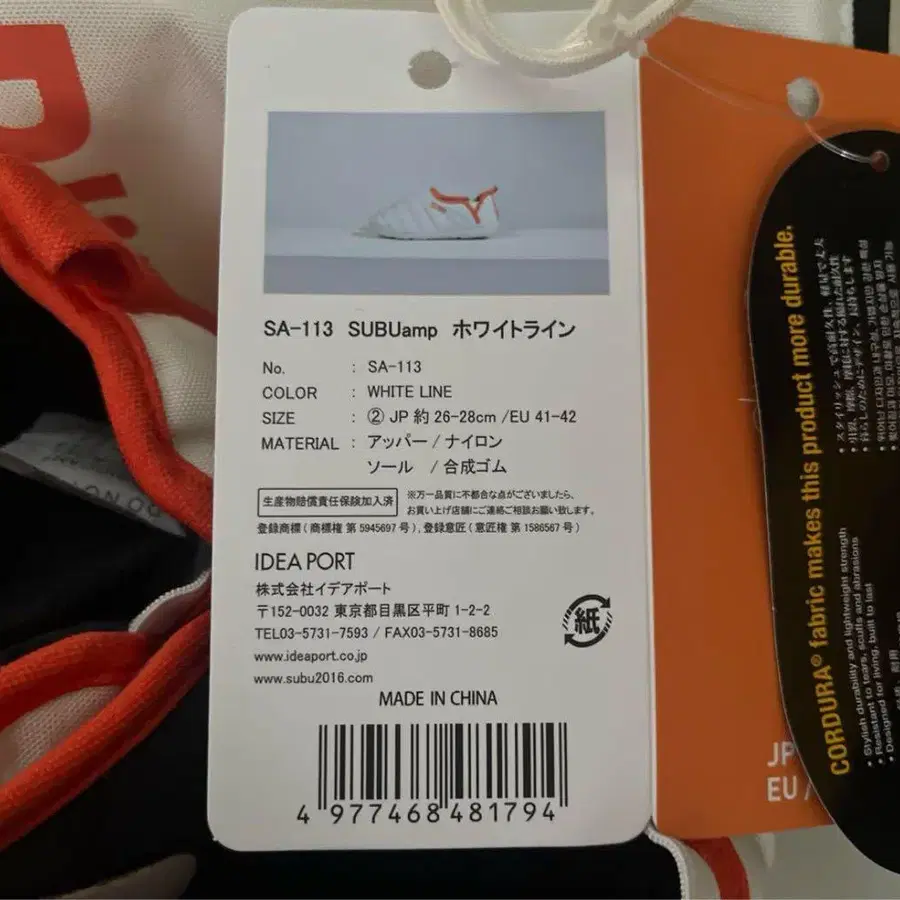 SA-113 SUBUamp ホワイトライン
No. : SA-113
COLOR : WHITE LINE
SIZE : ② JP 約 26-28cm /EU 41-42
MATERIAL : アッパー / ナイロン
ソール / 合成ゴム
生産物賠償責任保険加入済
※万一品質に不都合な点がございましたら、
お買い上げ店舗にご連絡ご相談お願い致します。
登録商標 ( 商標権 第 5945697 号 ) , 登録意匠 ( 意匠権 第 1586567 号 )
IDEA PORT
株式会社イデアポート
〒152-0032 東京都目黒区平町 1-2-2
TEL03-5731-7593 / FAX03-5731-8685
www.ideaport.co.jp
www.subu2016.com
紙
MADE IN CHINA
4 977468 481794
JP
EU
CORDURA® fabric makes this product more durable.
• Stylish durability and lightweight strength
• Resistant to tears, scuffs and abrasions
• Designed for living, built to last